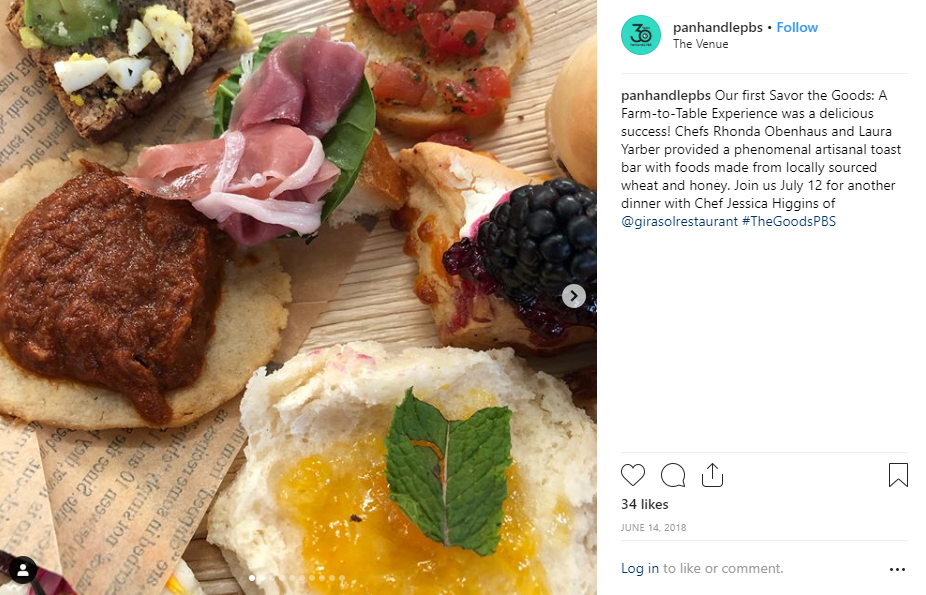 panhandlepbs • Follow
The Venue
panhandlepbs Our first Savor the Goods: A
Farm-to-Table Experience was a delicious
success! Chefs Rhonda Obenhaus and Laura
Yarber provided a phenomenal artisanal toast
bar with foods made from locally sourced
wheat and honey. Join us July 12 for another
dinner with Chef Jessica Higgins of
@girasolrestaurant #TheGoodsPBS
34 likes
JUNE 14, 2018
Log in to like or comment.